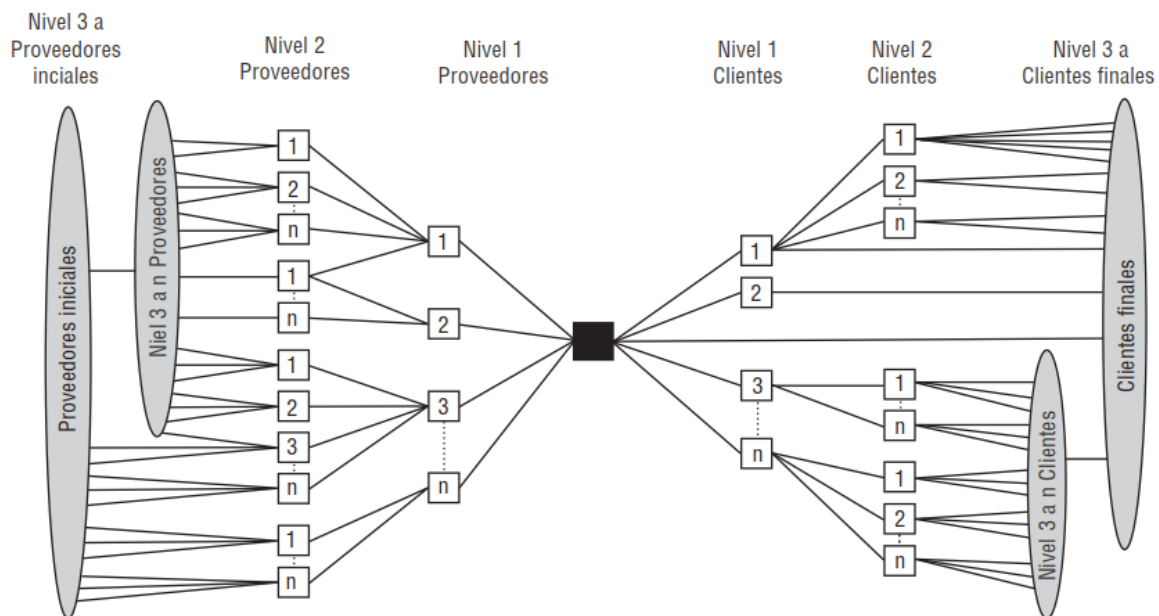 Nivel 3 a
Proveedores
inciales
Nivel 2
Proveedores
Nivel 1
Proveedores
Nivel 1
Clientes
Nivel 2
Clientes
Nivel 3 a
Clientes finales
Proveedores iniciales
Niel 3 a n Proveedores
1
2
n
1
n
1
2
3
n
1
n
1
2
3
n
1
2
3
n
1
2
n
1
n
1
2
n
Nivel 3 a n Clientes
Clientes finales